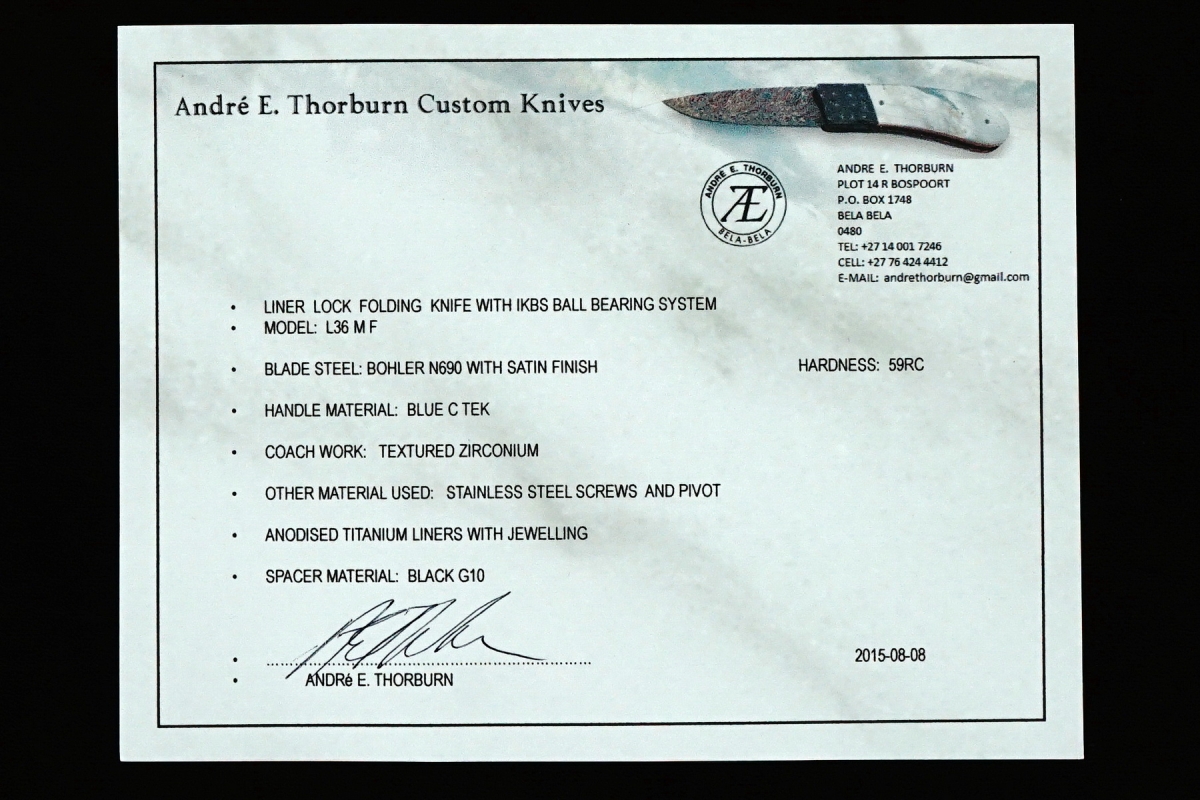 André E. Thorburn Custom Knives
ANDRÉ E. THORBURN
Æ
BELA-BELA
ANDRE E. THORBURN
PLOT 14 R BOSPOORT
P.O. BOX 1748
BELA BELA
0480
TEL: +27 14 001 7246
CELL: +27 76 424 4412
E-MAIL: andrethorburn@gmail.com
• LINER LOCK FOLDING KNIFE WITH IKBS BALL BEARING SYSTEM
• MODEL: L36 M F
• BLADE STEEL: BOHLER N690 WITH SATIN FINISH HARDNESS: 59RC
• HANDLE MATERIAL: BLUE C TEK
• COACH WORK: TEXTURED ZIRCONIUM
• OTHER MATERIAL USED: STAINLESS STEEL SCREWS AND PIVOT
• ANODISED TITANIUM LINERS WITH JEWELLING
• SPACER MATERIAL: BLACK G10
2015-08-08
• ANDRé E. THORBURN